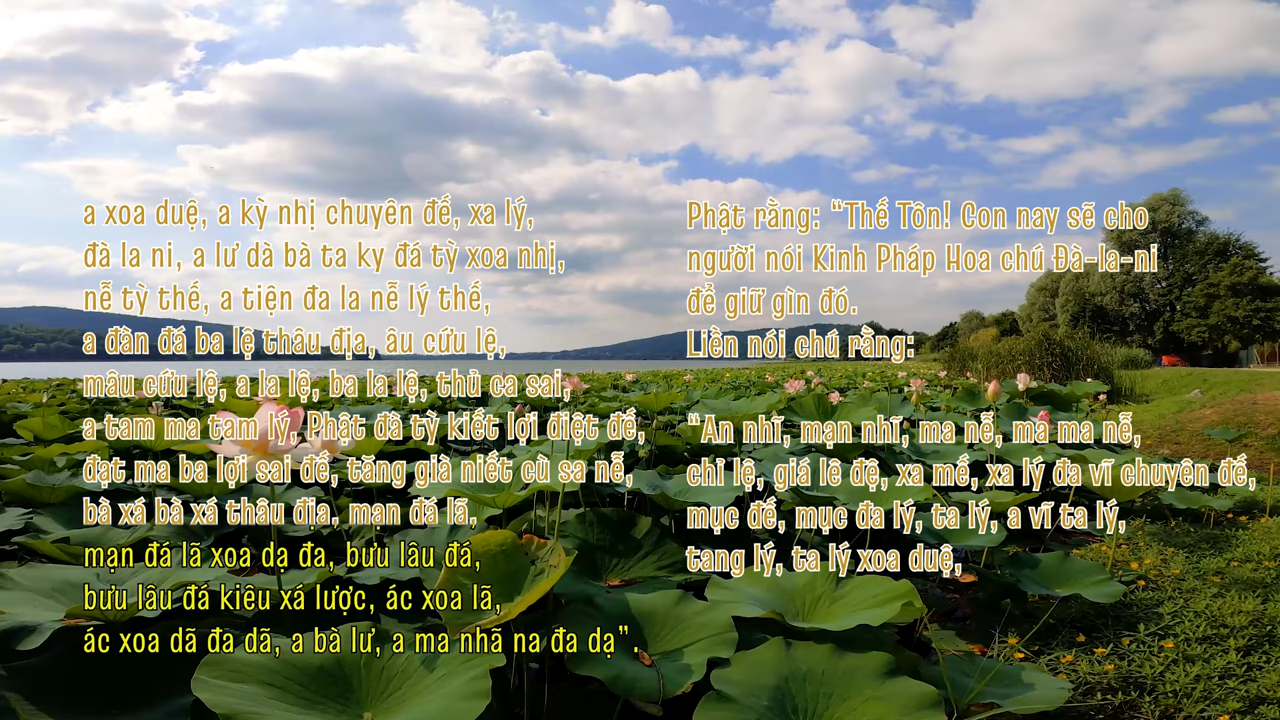 a xoa duệ, a kỳ nhị chuyên đế, xa lý,
đà la ni, a lư dà bà ta ky đá tỳ xoa nhị,
nễ tỳ thế, a tiện đa la nễ lý thế,
a đàn đá ba lệ thâu địa, âu cứu lệ,
mâu cứu lệ, a la lệ, ba la lệ, thủ ca sai,
a tam ma tam lý, Phật đà tỳ kiết lợi điệt đế,
đạt ma ba lợi sai đế, tăng già niết cù sa nễ,
bà xá bà xá thâu địa, mạn đá lã,
mạn đá lã xoa dạ đa, bưu lâu đá,
bưu lâu đá kiêu xá lược, ác xoa lã,
ác xoa dã đa dã, a bà lư, a ma nhã na đa dạ”.
Phật rằng: “Thế Tôn! Con nay sẽ cho
người nói Kinh Pháp Hoa chú Đà-la-ni
để giữ gìn đó.
Liền nói chú rằng:
“An nhĩ, mạn nhĩ, ma nễ, ma ma nễ,
chỉ lệ, giá lê đệ, xa mế, xa lý đa vĩ chuyên đế,
mục đế, mục đa lý, ta lý, a vĩ ta lý,
tang lý, ta lý xoa duệ,